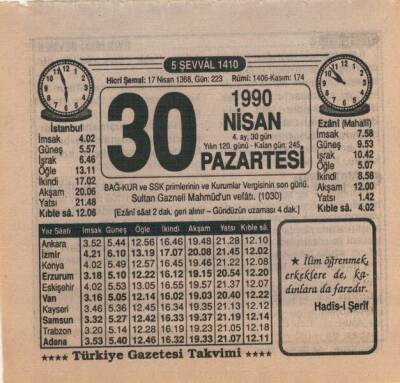 5 ŞEVVÂL 1410
Hicrî Şemsî: 17 Nisan 1368, Gün: 223 Rûmî: 1406-Kasım: 174
30
1990
NİSAN
4. ay, 30 gün
Yılın 120. günü - Kalan gün: 245
PAZARTESİ
İstanbul
İmsak 4.02
Güneş 5.57
İsrak 6.46
Öğle 13.11
İkindi 17.02
Akşam 20.06
Yatsı 21.48
Kıble sâ. 12.06
Ezânî (Mahallî)
İmsak 7.58
Güneş 9.53
İsrak 10.42
Öğle 5.07
İkindi 8.58
Akşam 12.00
Yatsı 1.42
Kıble sâ. 4.02
BAĞ-KUR ve SSK primlerinin ve Kurumlar Vergisinin son günü.
Sultan Gazneli Mahmûd'un vefâtı. (1030)
[Ezânî sâat 2 dak. geri alınır – Gündüzün uzaması 4 dak.]
Yaz Saati İmsak Güneş Öğle İkindi Akşam Yatsı Kıble sâ.
Ankara 3.52 5.44 12.56 16.46 19.48 21.28 12.10
İzmir 4.21 6.10 13.19 17.07 20.08 21.45 12.02
Konya 4.02 5.49 12.57 16.45 19.46 21.22 12.08
Erzurum 3.18 5.10 12.22 16.12 19.15 20.54 12.20
Eskişehir 4.02 5.53 13.05 16.55 19.57 21.37 12.07
Van 3.16 5.05 12.14 16.02 19.03 20.40 12.22
Kayseri 3.46 5.36 12.45 16.34 19.35 21.13 12.12
Samsun 3.32 5.27 12.42 16.33 19.37 21.19 12.14
Trabzon 3.20 5.14 12.28 16.19 19.23 21.05 12.18
Adana 3.53 5.40 12.46 16.32 19.33 21.07 12.11
★ İlim öğrenmek,
erkeklere de, ka-
dınlara da farzdır.
Hadîs-i Şerîf
★★★★ Türkiye Gazetesi Takvimi ★★★★